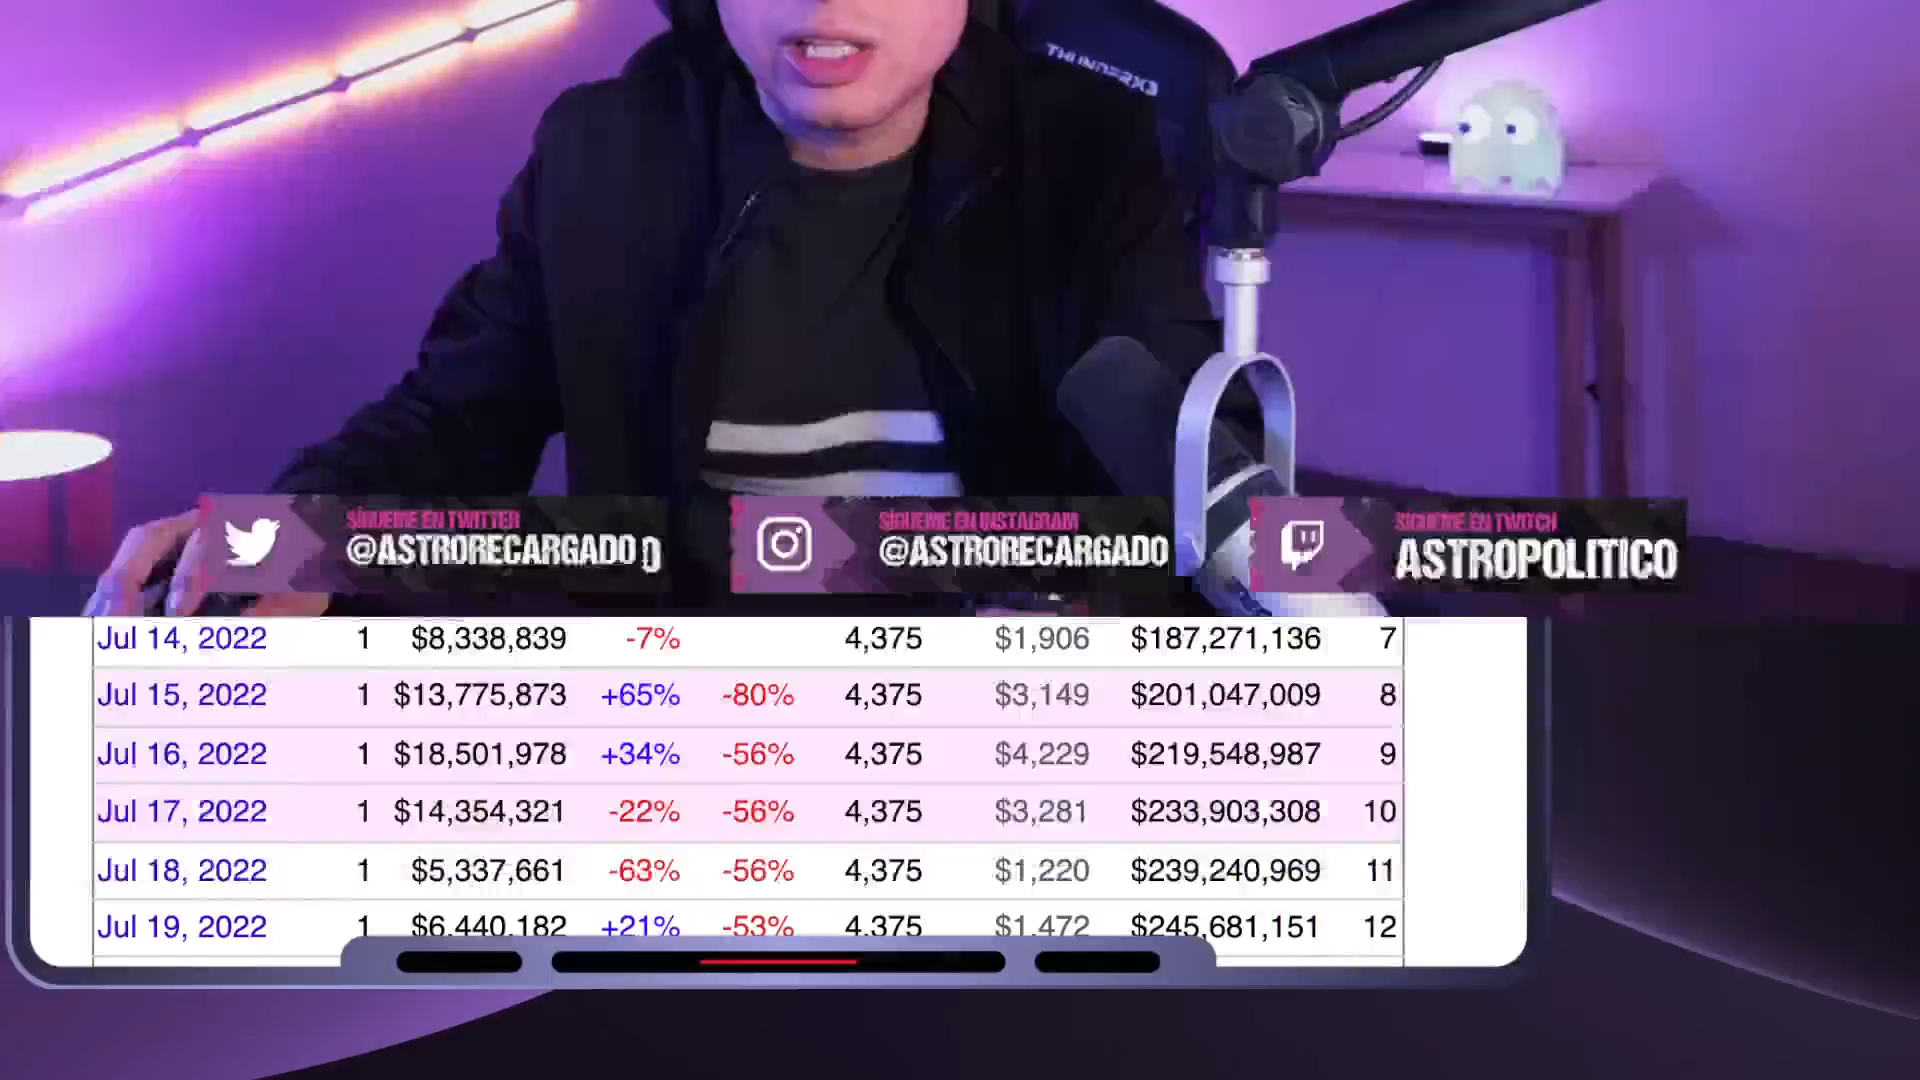 THUNDERX3
SÍGUEME EN TWITTER
@ASTRORECARGADO0
SÍGUEME EN INSTAGRAM
@ASTRORECARGADO
SÍGUEME EN TWITCH
ASTROPOLITICO
Jul 14, 2022 1 $8,338,839 -7% 4,375 $1,906 $187,271,136 7
Jul 15, 2022 1 $13,775,873 +65% -80% 4,375 $3,149 $201,047,009 8
Jul 16, 2022 1 $18,501,978 +34% -56% 4,375 $4,229 $219,548,987 9
Jul 17, 2022 1 $14,354,321 -22% -56% 4,375 $3,281 $233,903,308 10
Jul 18, 2022 1 $5,337,661 -63% -56% 4,375 $1,220 $239,240,969 11
Jul 19, 2022 1 $6,440,182 +21% -53% 4,375 $1,472 $245,681,151 12